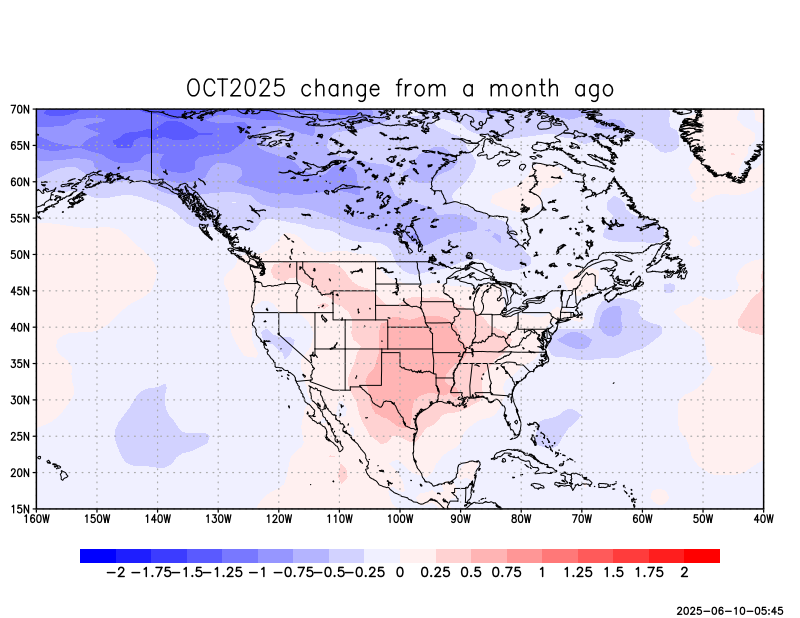 OCT2025 change from a month ago
70N
65N
60N
55N
50N
45N
40N
35N
30N
25N
20N
15N
160W 150W 140W 130W 120W 110W 100W 90W 80W 70W 60W 50W 40W
−2 −1.75 −1.5 −1.25 −1 −0.75 −0.5 −0.25 0 0.25 0.5 0.75 1 1.25 1.5 1.75 2
2025-06-10-05:45